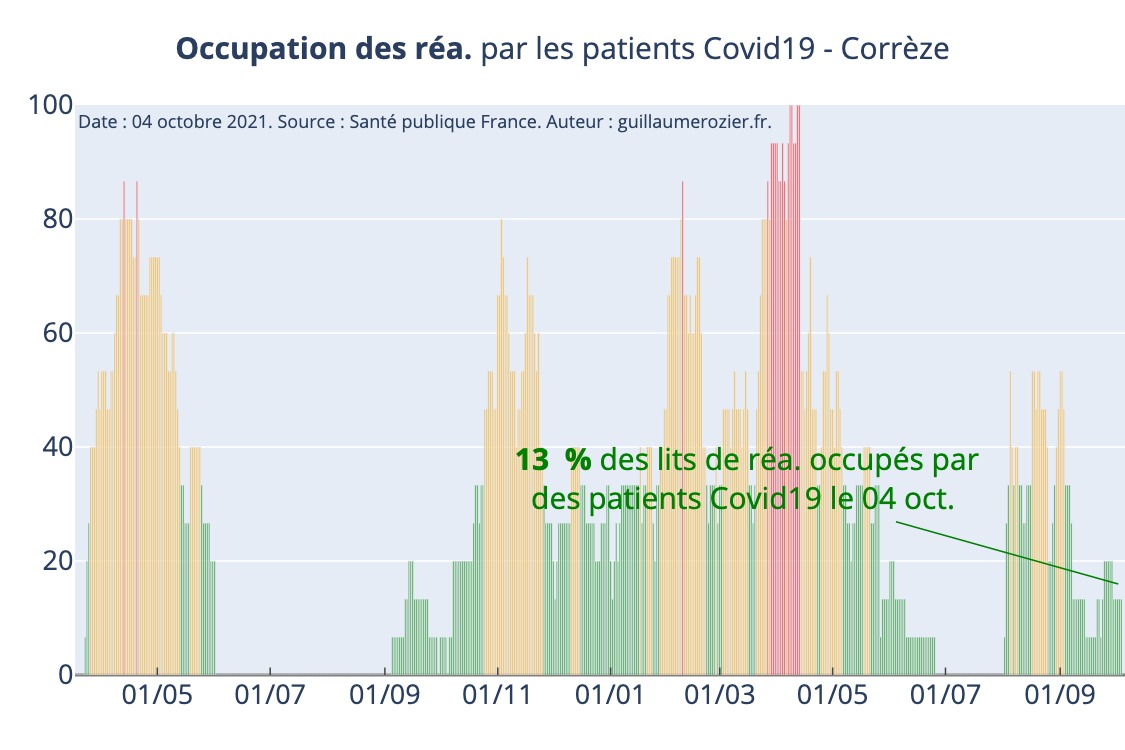 Occupation des réa. par les patients Covid19 - Corrèze
100
Date : 04 octobre 2021. Source : Santé publique France. Auteur : guillaumerozier.fr.
80
60
40
13 % des lits de réa. occupés par
des patients Covid19 le 04 oct.
20
0
01/05 01/07 01/09 01/11 01/01 01/03 01/05 01/07 01/09